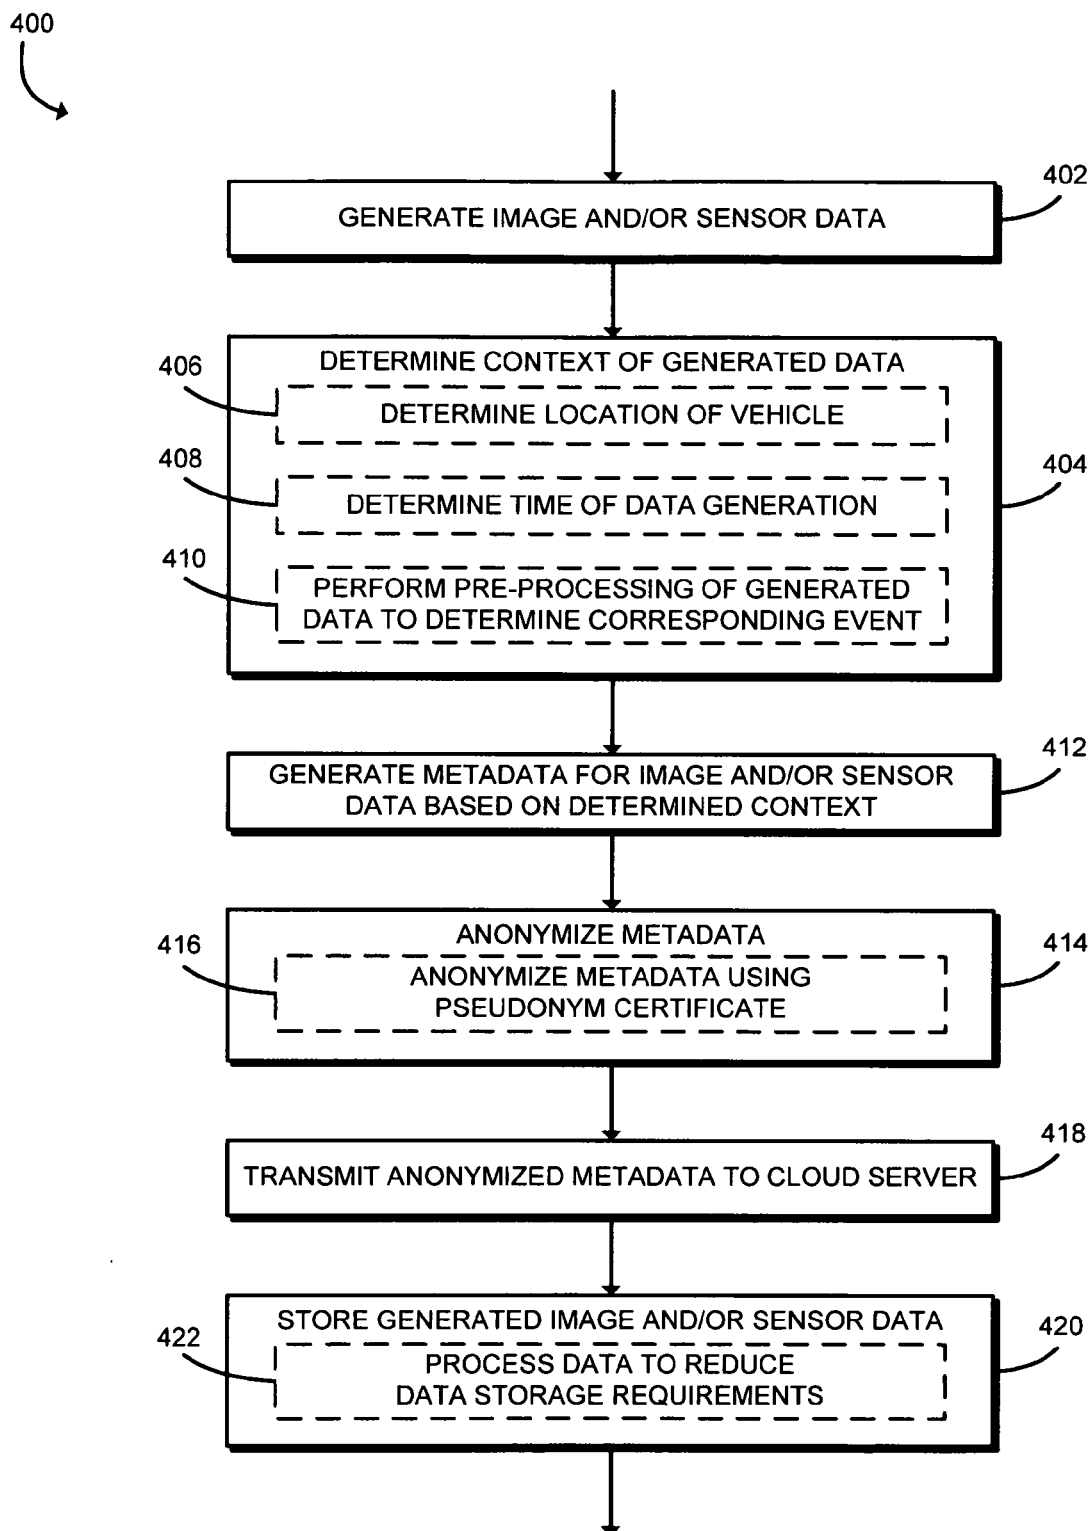 400
402
GENERATE IMAGE AND/OR SENSOR DATA
DETERMINE CONTEXT OF GENERATED DATA
406
DETERMINE LOCATION OF VEHICLE
408
DETERMINE TIME OF DATA GENERATION
404
410
PERFORM PRE-PROCESSING OF GENERATED
DATA TO DETERMINE CORRESPONDING EVENT
412
GENERATE METADATA FOR IMAGE AND/OR SENSOR
DATA BASED ON DETERMINED CONTEXT
ANONYMIZE METADATA
416
ANONYMIZE METADATA USING
PSEUDONYM CERTIFICATE
414
418
TRANSMIT ANONYMIZED METADATA TO CLOUD SERVER
STORE GENERATED IMAGE AND/OR SENSOR DATA
422
PROCESS DATA TO REDUCE
DATA STORAGE REQUIREMENTS
420